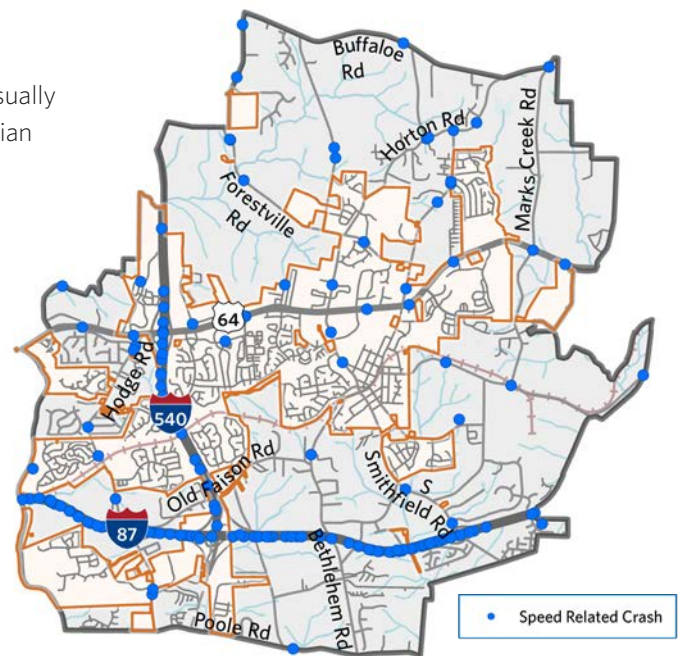 sually
ian
Buffaloe
Rd
Horton Rd
Marks Creek Rd
Forestville
Rd
64
Hodge Rd
540
Old Faison Rd
S
Smithfield Rd
87
Bethlehem Rd
Poole Rd
Speed Related Crash